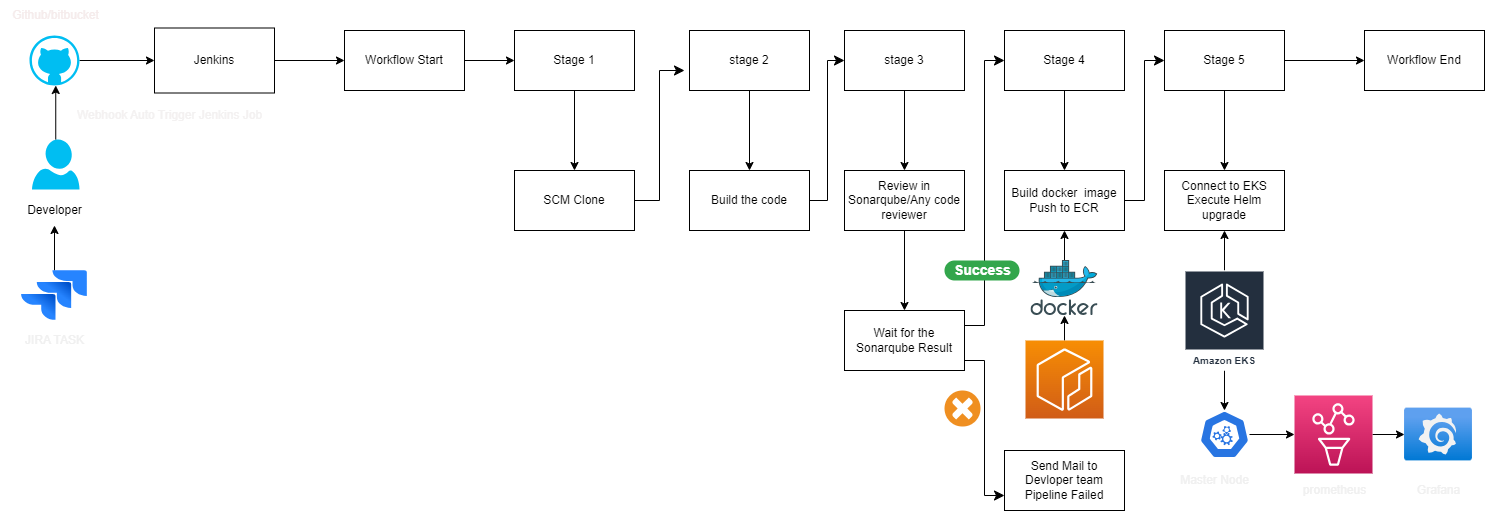 Github/bitbucket
Jenkins
Workflow Start
Stage 1
stage 2
stage 3
Stage 4
Stage 5
Workflow End
Webhook Auto Trigger Jenkins Job
Developer
SCM Clone
Build the code
Review in
Sonarqube/Any code
reviewer
Build docker image
Push to ECR
Connect to EKS
Execute Helm
upgrade
Success
docker
JIRA TASK
Wait for the
Sonarqube Result
K
Amazon EKS
Send Mail to
Devloper team
Pipeline Failed
Master Node
prometheus
Grafana